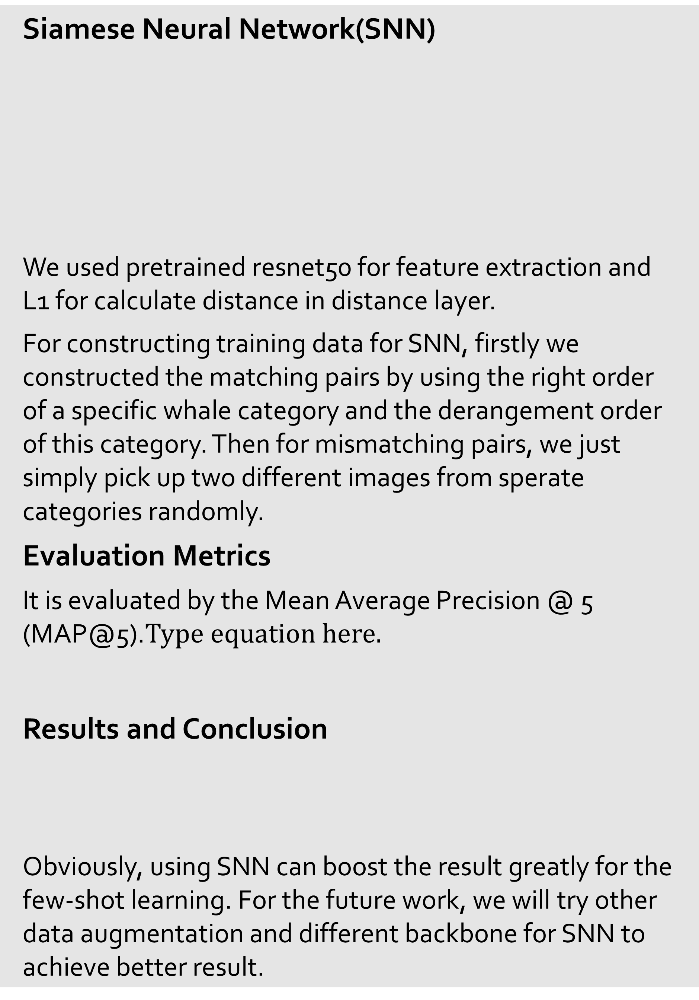 Siamese Neural Network(SNN)
We used pretrained resnet50 for feature extraction and
L1 for calculate distance in distance layer.
For constructing training data for SNN, firstly we
constructed the matching pairs by using the right order
of a specific whale category and the derangement order
of this category. Then for mismatching pairs, we just
simply pick up two different images from sperate
categories randomly.
Evaluation Metrics
It is evaluated by the Mean Average Precision @ 5
(MAP@5).Type equation here.
Results and Conclusion
Obviously, using SNN can boost the result greatly for the
few-shot learning. For the future work, we will try other
data augmentation and different backbone for SNN to
achieve better result.